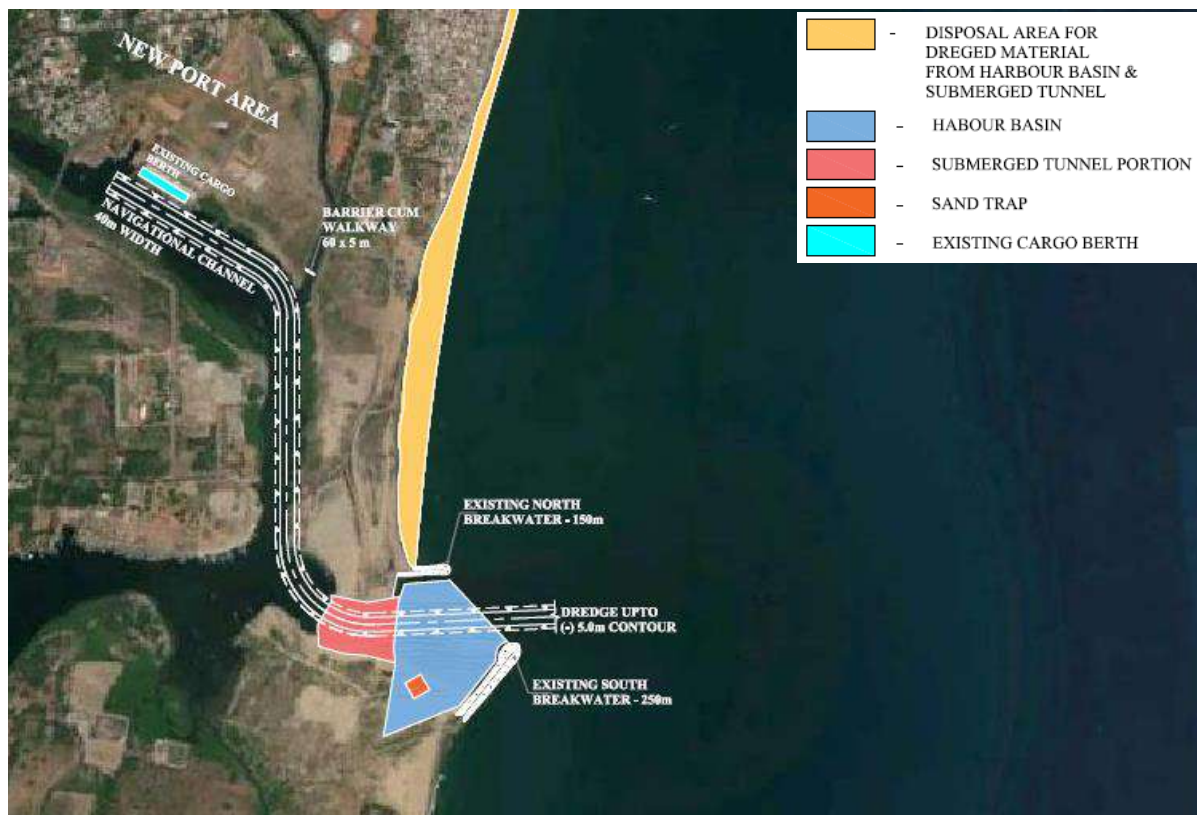 NEW PORT AREA
EXISTING CARGO
BERTH
NAVIGATIONAL CHANNEL
40m WIDTH
BARRIER CUM
WALKWAY
60 x 5 m
EXISTING NORTH
BREAKWATER - 150m
DREDGE UPTO
(-) 5.0m CONTOUR
EXISTING SOUTH
BREAKWATER - 250m
- DISPOSAL AREA FOR
DREGED MATERIAL
FROM HARBOUR BASIN &
SUBMERGED TUNNEL
- HABOUR BASIN
- SUBMERGED TUNNEL PORTION
- SAND TRAP
- EXISTING CARGO BERTH